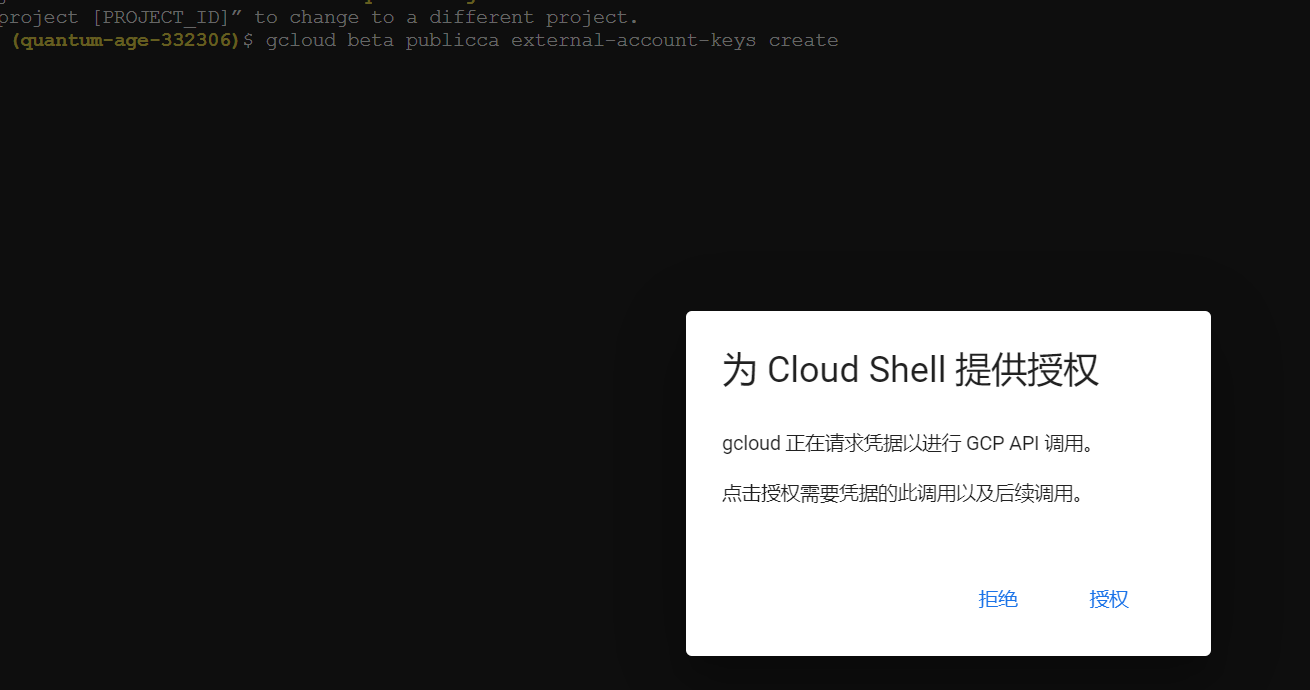 project [PROJECT_ID]” to change to a different project.
(quantum-age-332306)$ gcloud beta publicca external-account-keys create
为 Cloud Shell 提供授权
gcloud 正在请求凭据以进行 GCP API 调用。
点击授权需要凭据的此调用以及后续调用。
拒绝 授权